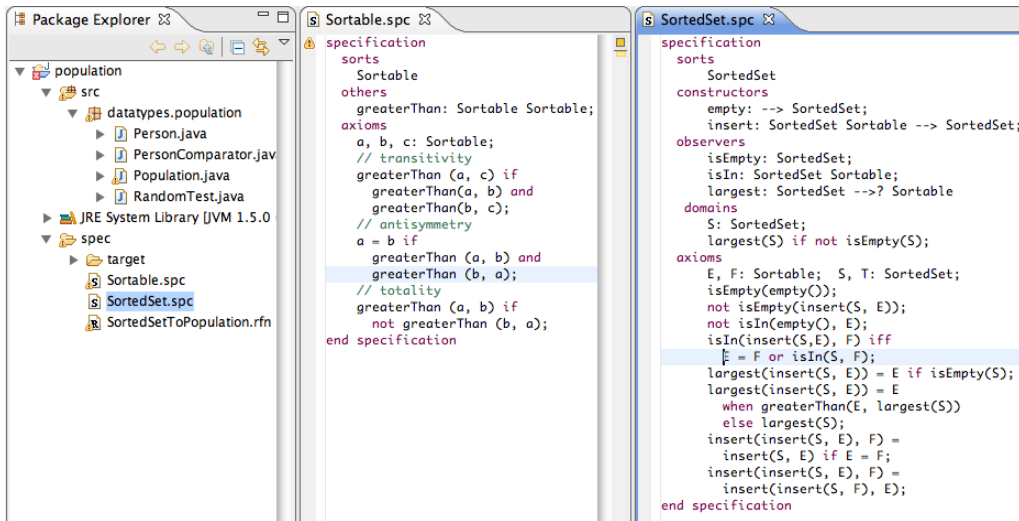 Package Explorer
population
src
datatypes.population
Person.java
PersonComparator.jav
Population.java
RandomTest.java
JRE System Library [JVM 1.5.0
spec
target
Sortable.spc
SortedSet.spc
SortedSetToPopulation.rfn
Sortable.spc
specification
sorts
Sortable
others
greaterThan: Sortable Sortable;
axioms
a, b, c: Sortable;
// transitivity
greaterThan (a, c) if
greaterThan(a, b) and
greaterThan(b, c);
// antisymmetry
a = b if
greaterThan (a, b) and
greaterThan (b, a);
// totality
greaterThan (a, b) if
not greaterThan (b, a);
end specification
SortedSet.spc
specification
sorts
SortedSet
constructors
empty: --> SortedSet;
insert: SortedSet Sortable --> SortedSet;
observers
isEmpty: SortedSet;
isIn: SortedSet Sortable;
largest: SortedSet -->? Sortable
domains
S: SortedSet;
largest(S) if not isEmpty(S);
axioms
E, F: Sortable; S, T: SortedSet;
isEmpty(empty());
not isEmpty(insert(S, E));
not isIn(empty(), E);
isIn(insert(S,E), F) iff
E = F or isIn(S, F);
largest(insert(S, E)) = E if isEmpty(S);
largest(insert(S, E)) = E
when greaterThan(E, largest(S))
else largest(S);
insert(insert(S, E), F) =
insert(S, E) if E = F;
insert(insert(S, E), F) =
insert(insert(S, F), E);
end specification